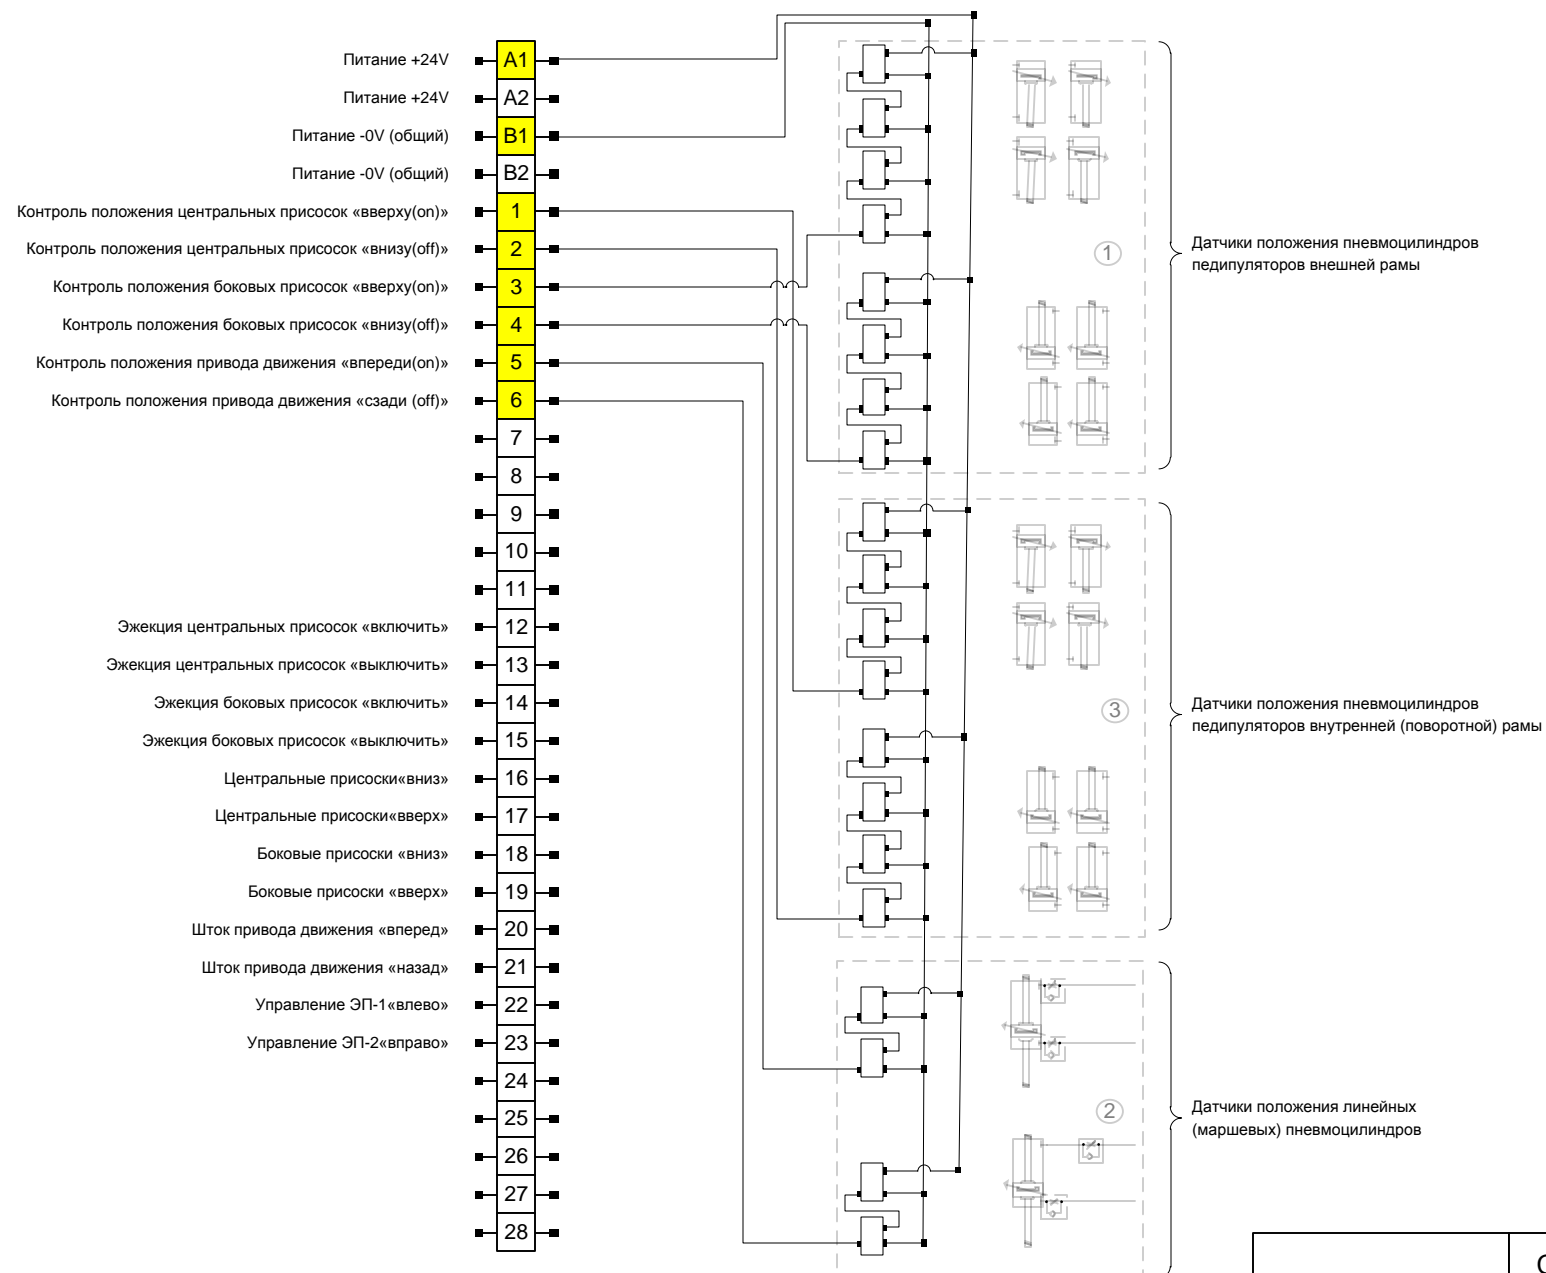 Питание +24V A1
Питание +24V A2
Питание -0V (общий) B1
Питание -0V (общий) B2
Контроль положения центральных присосок «вверху(on)» 1
Контроль положения центральных присосок «внизу(off)» 2
Контроль положения боковых присосок «вверху(on)» 3
Контроль положения боковых присосок «внизу(off)» 4
Контроль положения привода движения «впереди(on)» 5
Контроль положения привода движения «сзади (off)» 6
7
8
9
10
11
Эжекция центральных присосок «включить» 12
Эжекция центральных присосок «выключить» 13
Эжекция боковых присосок «включить» 14
Эжекция боковых присосок «выключить» 15
Центральные присоски«вниз» 16
Центральные присоски«вверх» 17
Боковые присоски «вниз» 18
Боковые присоски «вверх» 19
Шток привода движения «вперед» 20
Шток привода движения «назад» 21
Управление ЭП-1«влево» 22
Управление ЭП-2«вправо» 23
24
25
26
27
28
1
Датчики положения пневмоцилиндров
педипуляторов внешней рамы
3
Датчики положения пневмоцилиндров
педипуляторов внутренней (поворотной) рамы
2
Датчики положения линейных
(маршевых) пневмоцилиндров